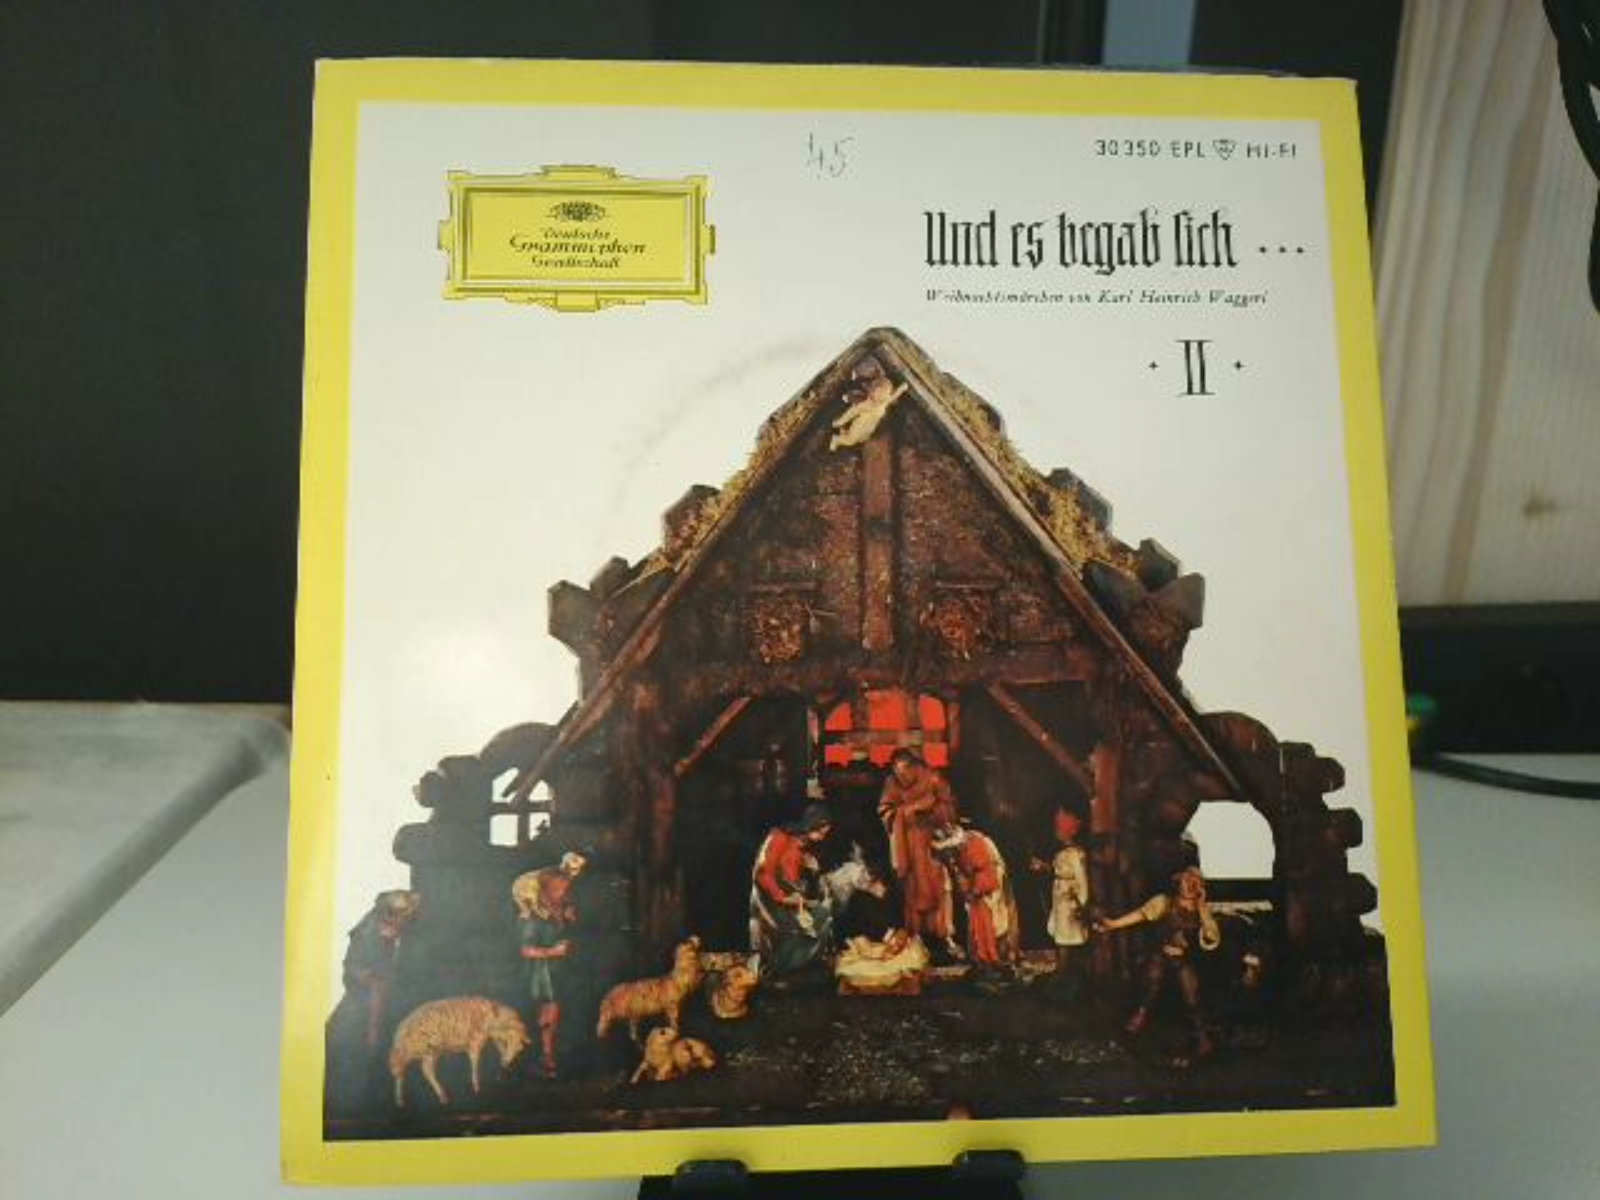 45
30 350 EPL HI-FI
Deutsche
Grammophon
Gesellschaft
Und es begab sich ...
Weihnachtsmärchen von Karl Heinrich Waggerl
· II ·